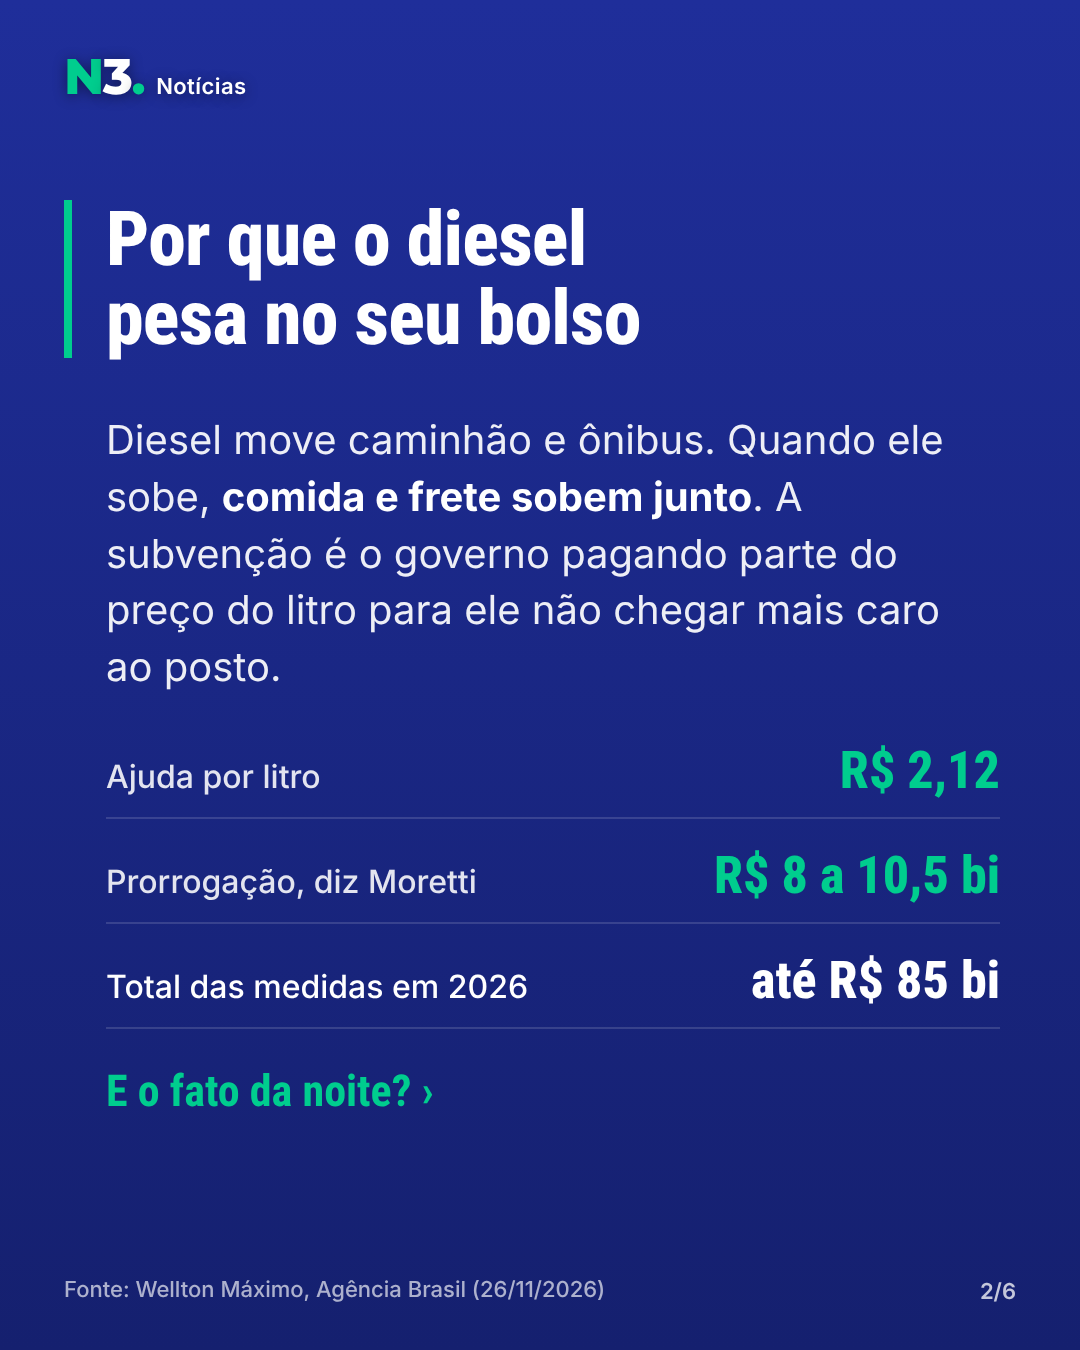 N3. Notícias
Por que o diesel
pesa no seu bolso
Diesel move caminhão e ônibus. Quando ele
sobe, comida e frete sobem junto. A
subvenção é o governo pagando parte do
preço do litro para ele não chegar mais caro
ao posto.
Ajuda por litro R$ 2,12
Prorrogação, diz Moretti R$ 8 a 10,5 bi
Total das medidas em 2026 até R$ 85 bi
E o fato da noite? ›
Fonte: Wellton Máximo, Agência Brasil (26/11/2026) 2/6